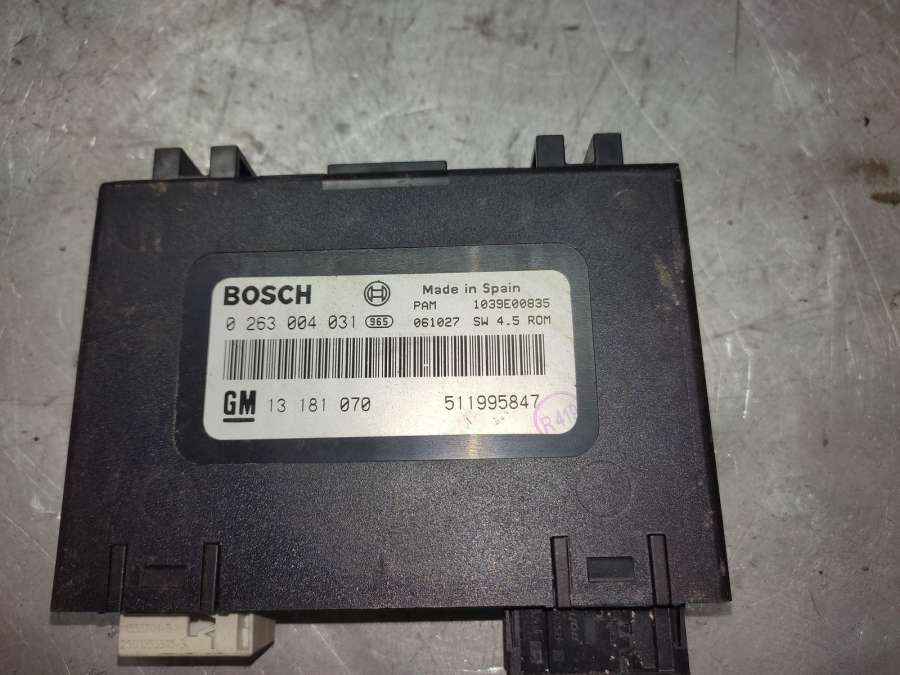 BOSCH
Made in Spain
PAM 1039E00835
0 263 004 031 965 061027 SW 4.5 ROM
GM 13 181 070 511995847
R 410